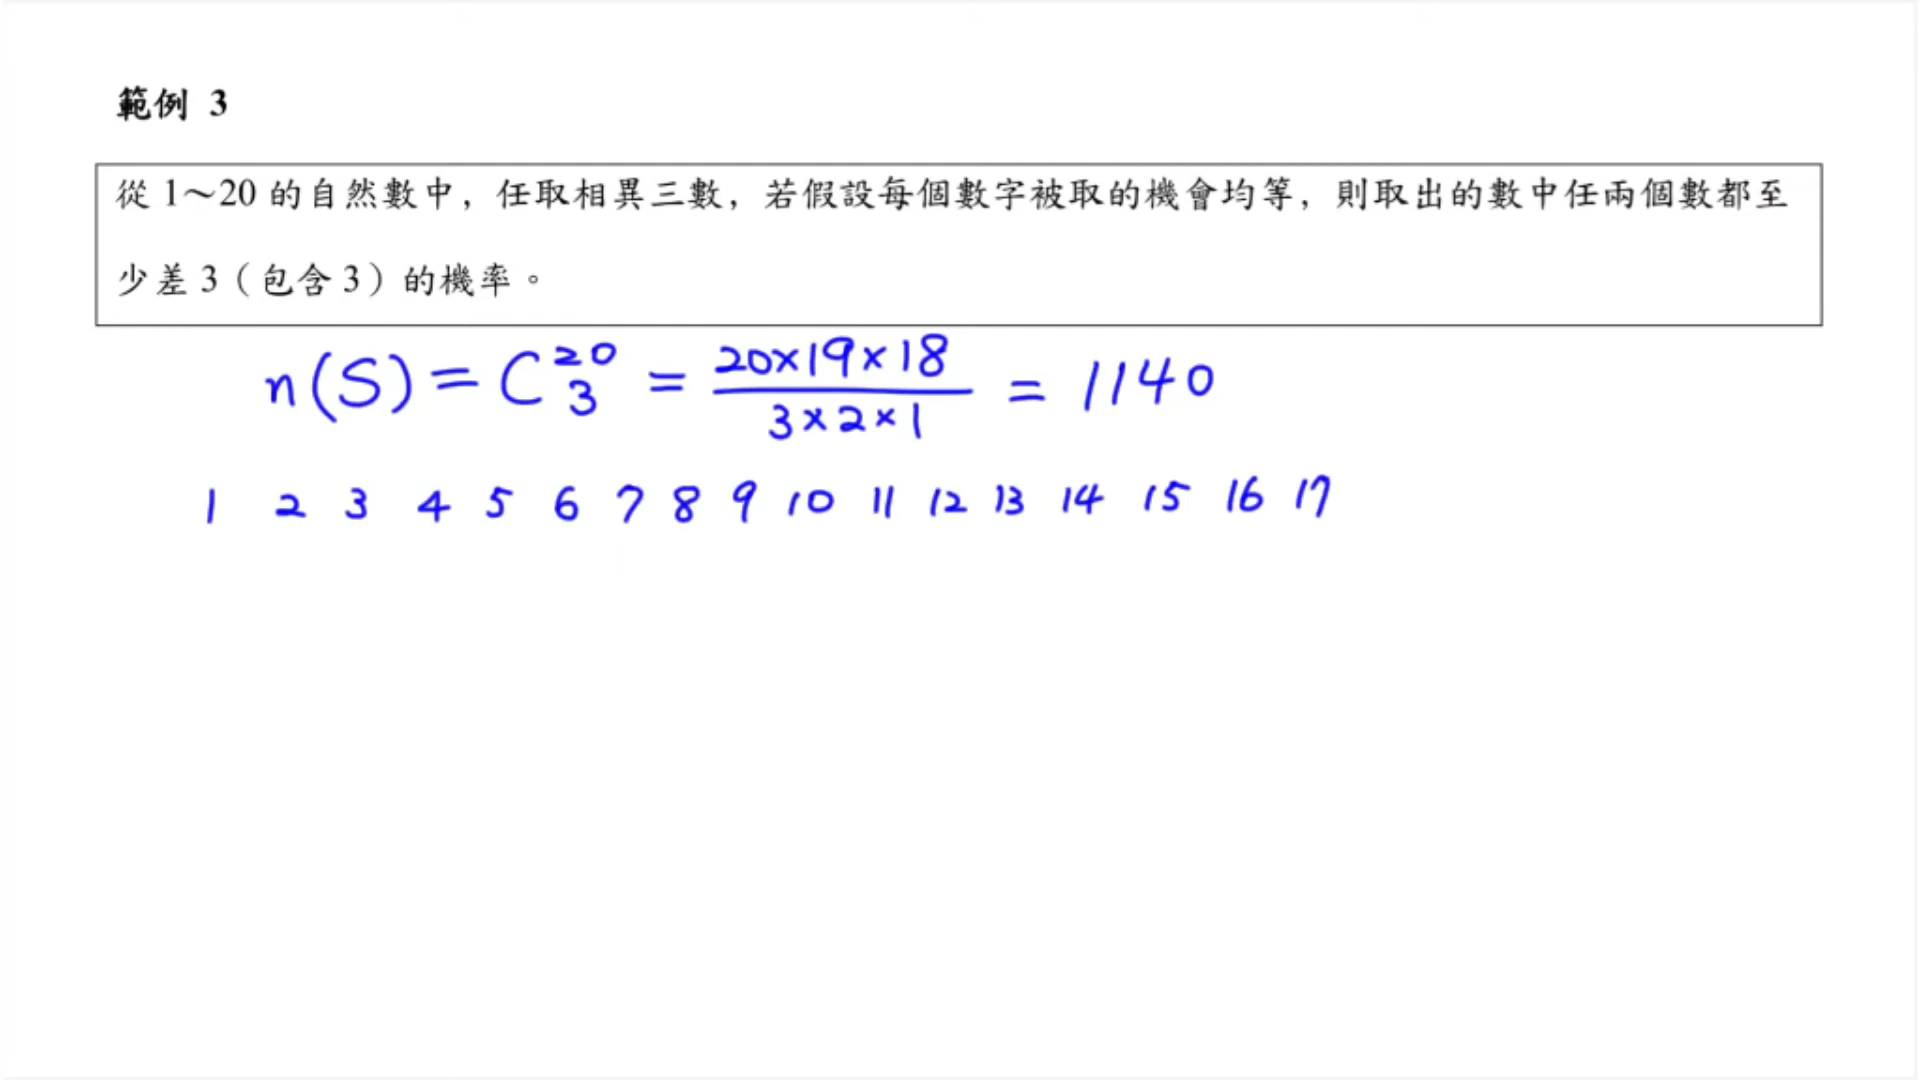 範例 3
從 1～20 的自然數中，任取相異三數，若假設每個數字被取的機會均等，則取出的數中任兩個數都至
少差 3（包含 3）的機率。
n(S) = C²⁰₃ = (20×19×18)/(3×2×1) = 1140
1 2 3 4 5 6 7 8 9 10 11 12 13 14 15 16 17